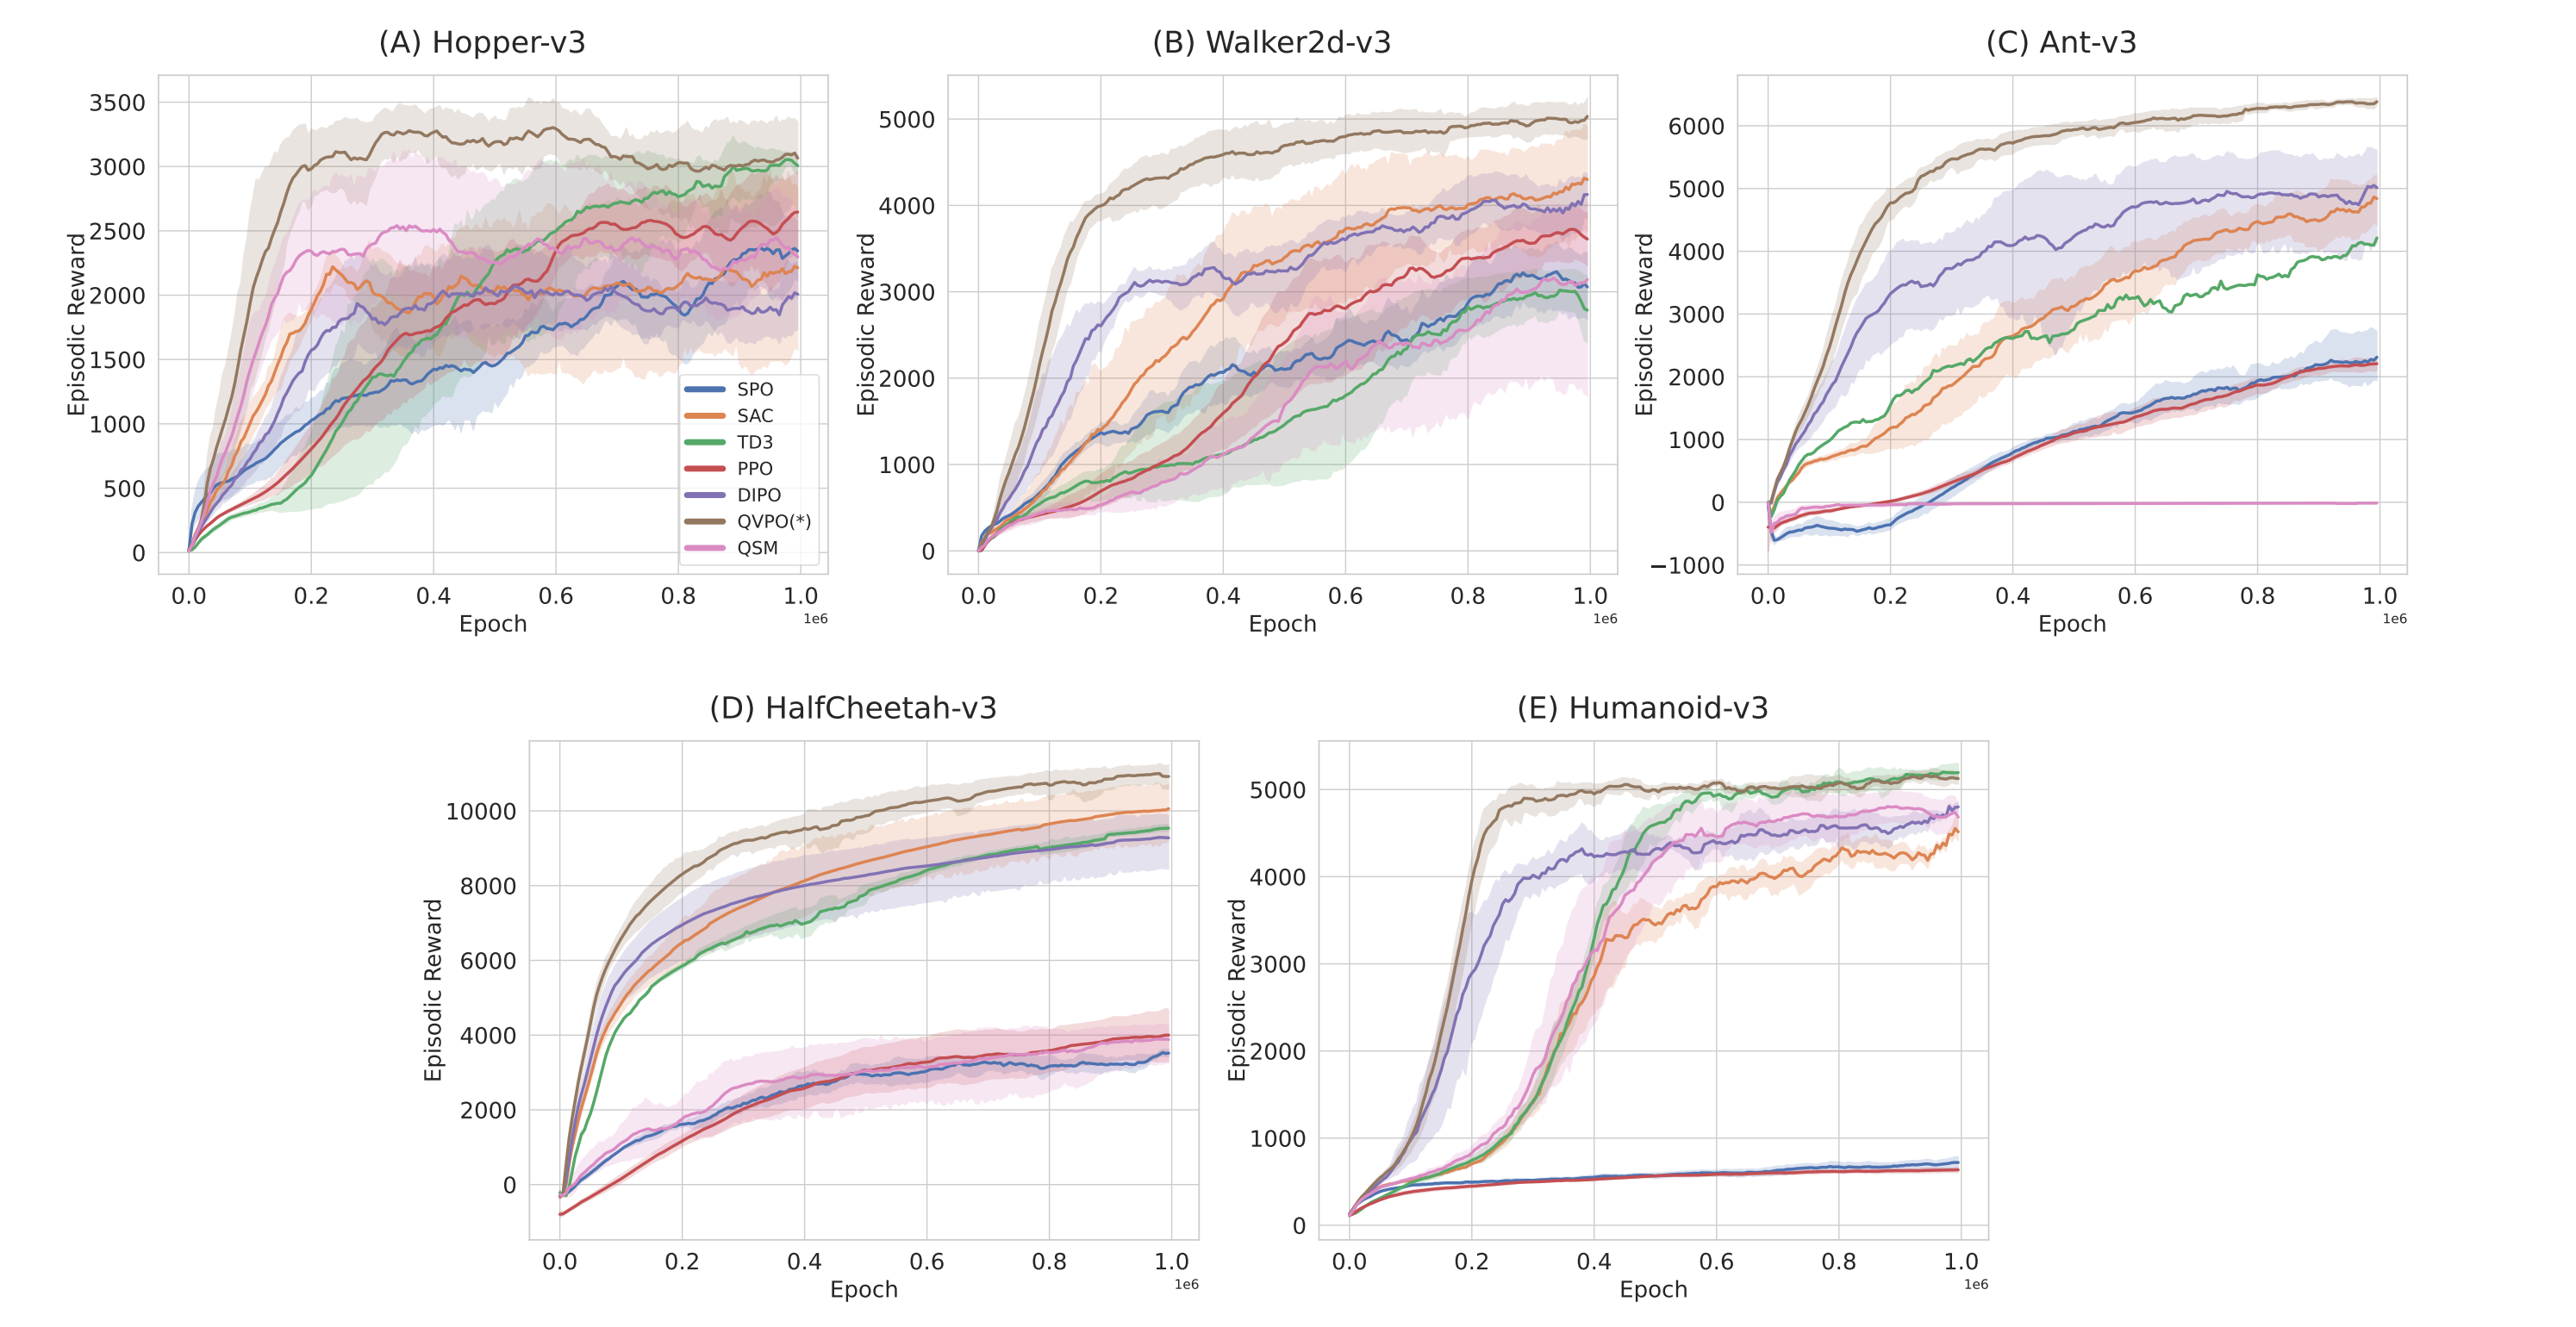 (A) Hopper-v3
Episodic Reward
3500
3000
2500
2000
1500
1000
500
0
0.0 0.2 0.4 0.6 0.8 1.0
1e6
Epoch
SPO
SAC
TD3
PPO
DIPO
QVPO(*)
QSM
(B) Walker2d-v3
Episodic Reward
5000
4000
3000
2000
1000
0
0.0 0.2 0.4 0.6 0.8 1.0
1e6
Epoch
(C) Ant-v3
Episodic Reward
6000
5000
4000
3000
2000
1000
0
−1000
0.0 0.2 0.4 0.6 0.8 1.0
1e6
Epoch
(D) HalfCheetah-v3
Episodic Reward
10000
8000
6000
4000
2000
0
0.0 0.2 0.4 0.6 0.8 1.0
1e6
Epoch
(E) Humanoid-v3
Episodic Reward
5000
4000
3000
2000
1000
0
0.0 0.2 0.4 0.6 0.8 1.0
1e6
Epoch